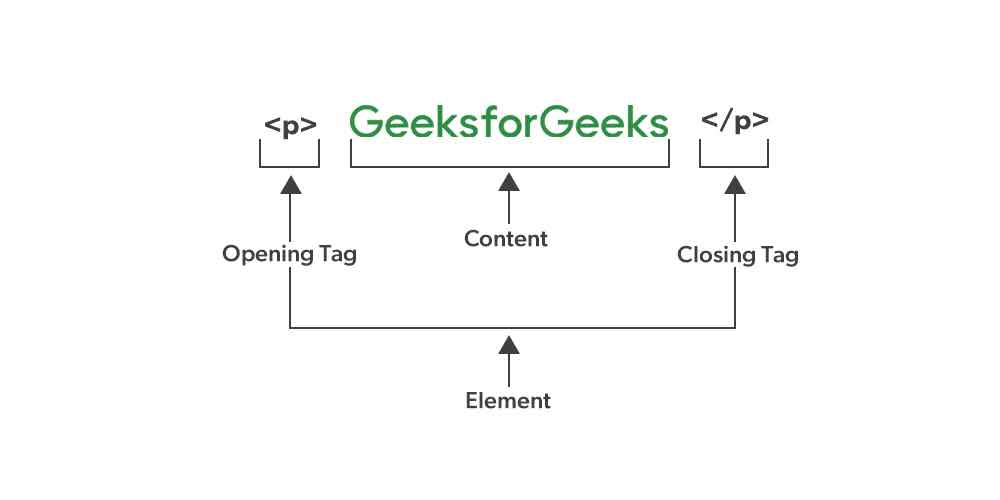 <p> GeeksforGeeks </p>
Content
Opening Tag Closing Tag
Element